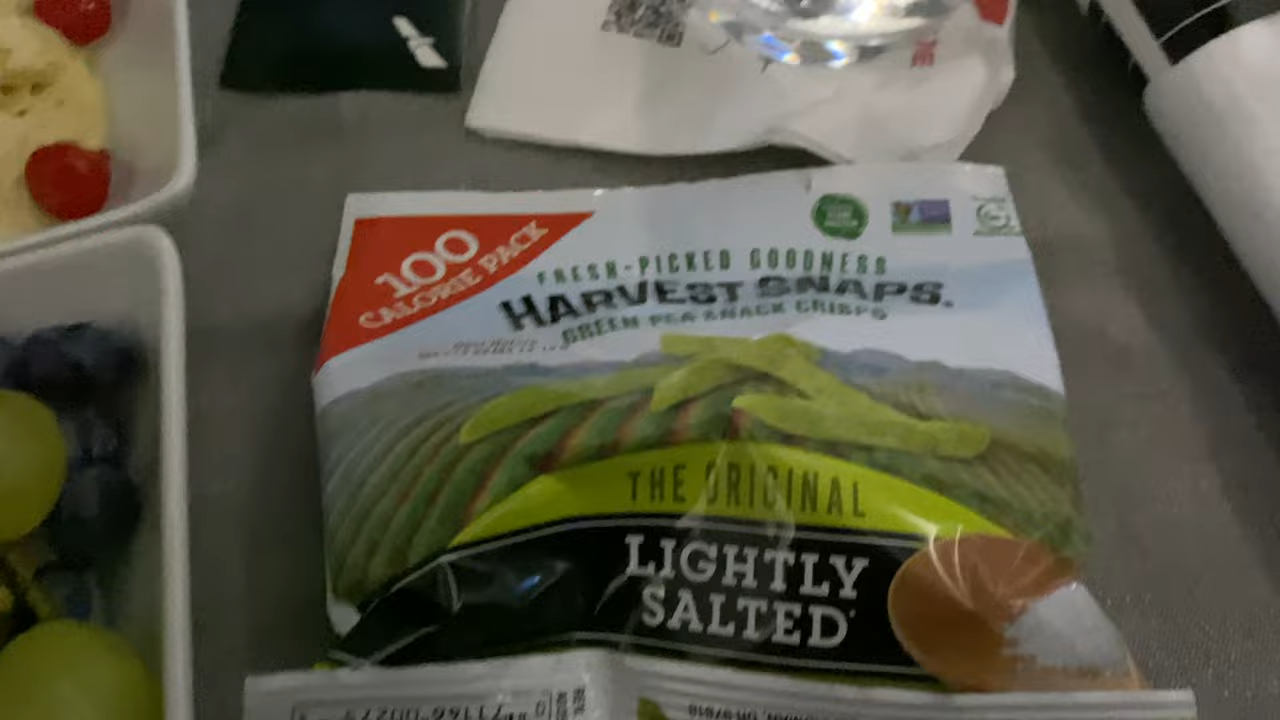 100
CALORIE PACK
FRESH-PICKED GOODNESS
HARVEST SNAPS.
GREEN PEA SNACK CRISPS
THE ORIGINAL
LIGHTLY
SALTED